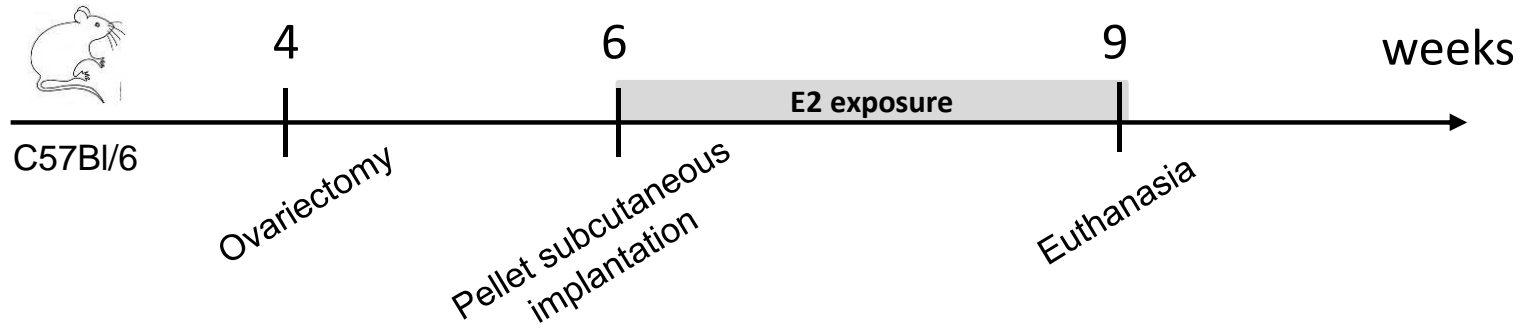 4
6
9
weeks
E2 exposure
C57Bl/6
Ovariectomy
Pellet subcutaneous
implantation
Euthanasia